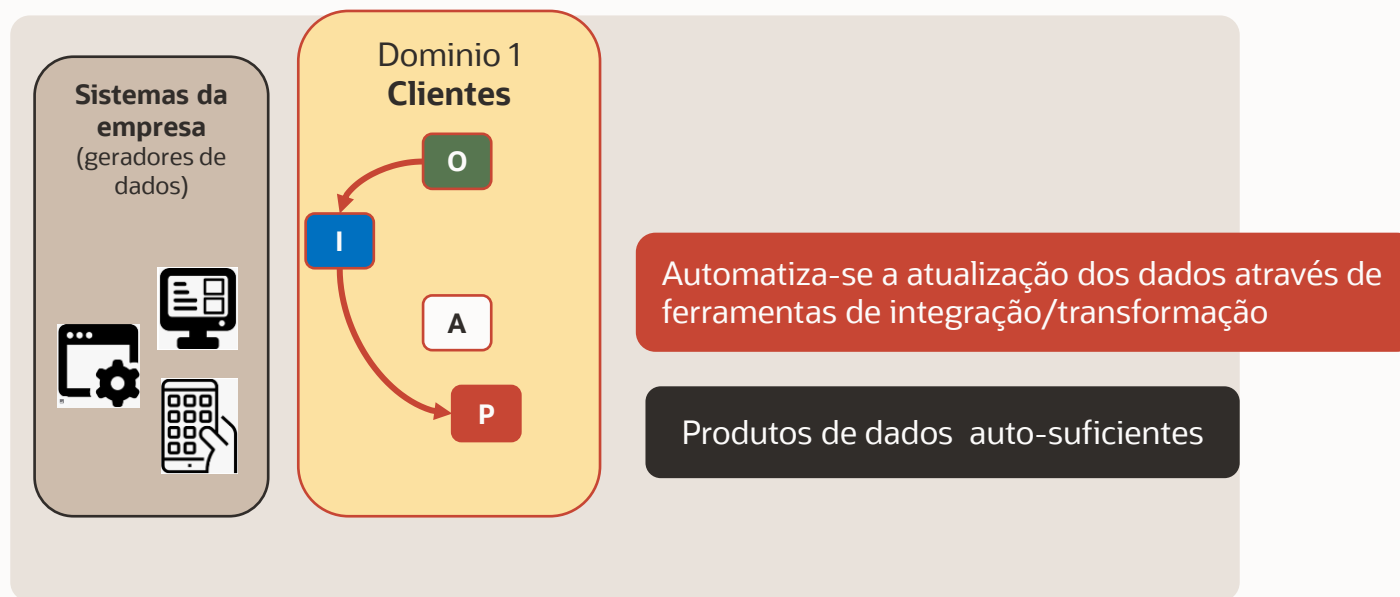 Sistemas da
empresa
(geradores de
dados)
Dominio 1
Clientes
O
I
A
P
Automatiza-se a atualização dos dados através de
ferramentas de integração/transformação
Produtos de dados  auto-suficientes